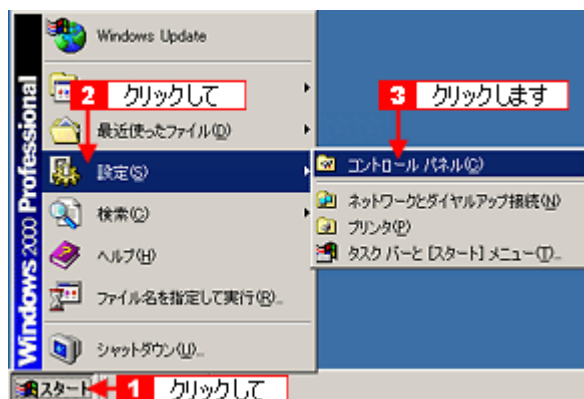 Windows 2000 Professional
Windows Update
2 クリックして
最近使ったファイル(D)
設定(S)
検索(C)
ヘルプ(H)
ファイル名を指定して実行(R)...
シャットダウン(U)...
スタート
1 クリックして
3 クリックします
コントロール パネル(C)
ネットワークとダイヤルアップ接続(N)
プリンタ(P)
タスク バーと [スタート] メニュー(T)...